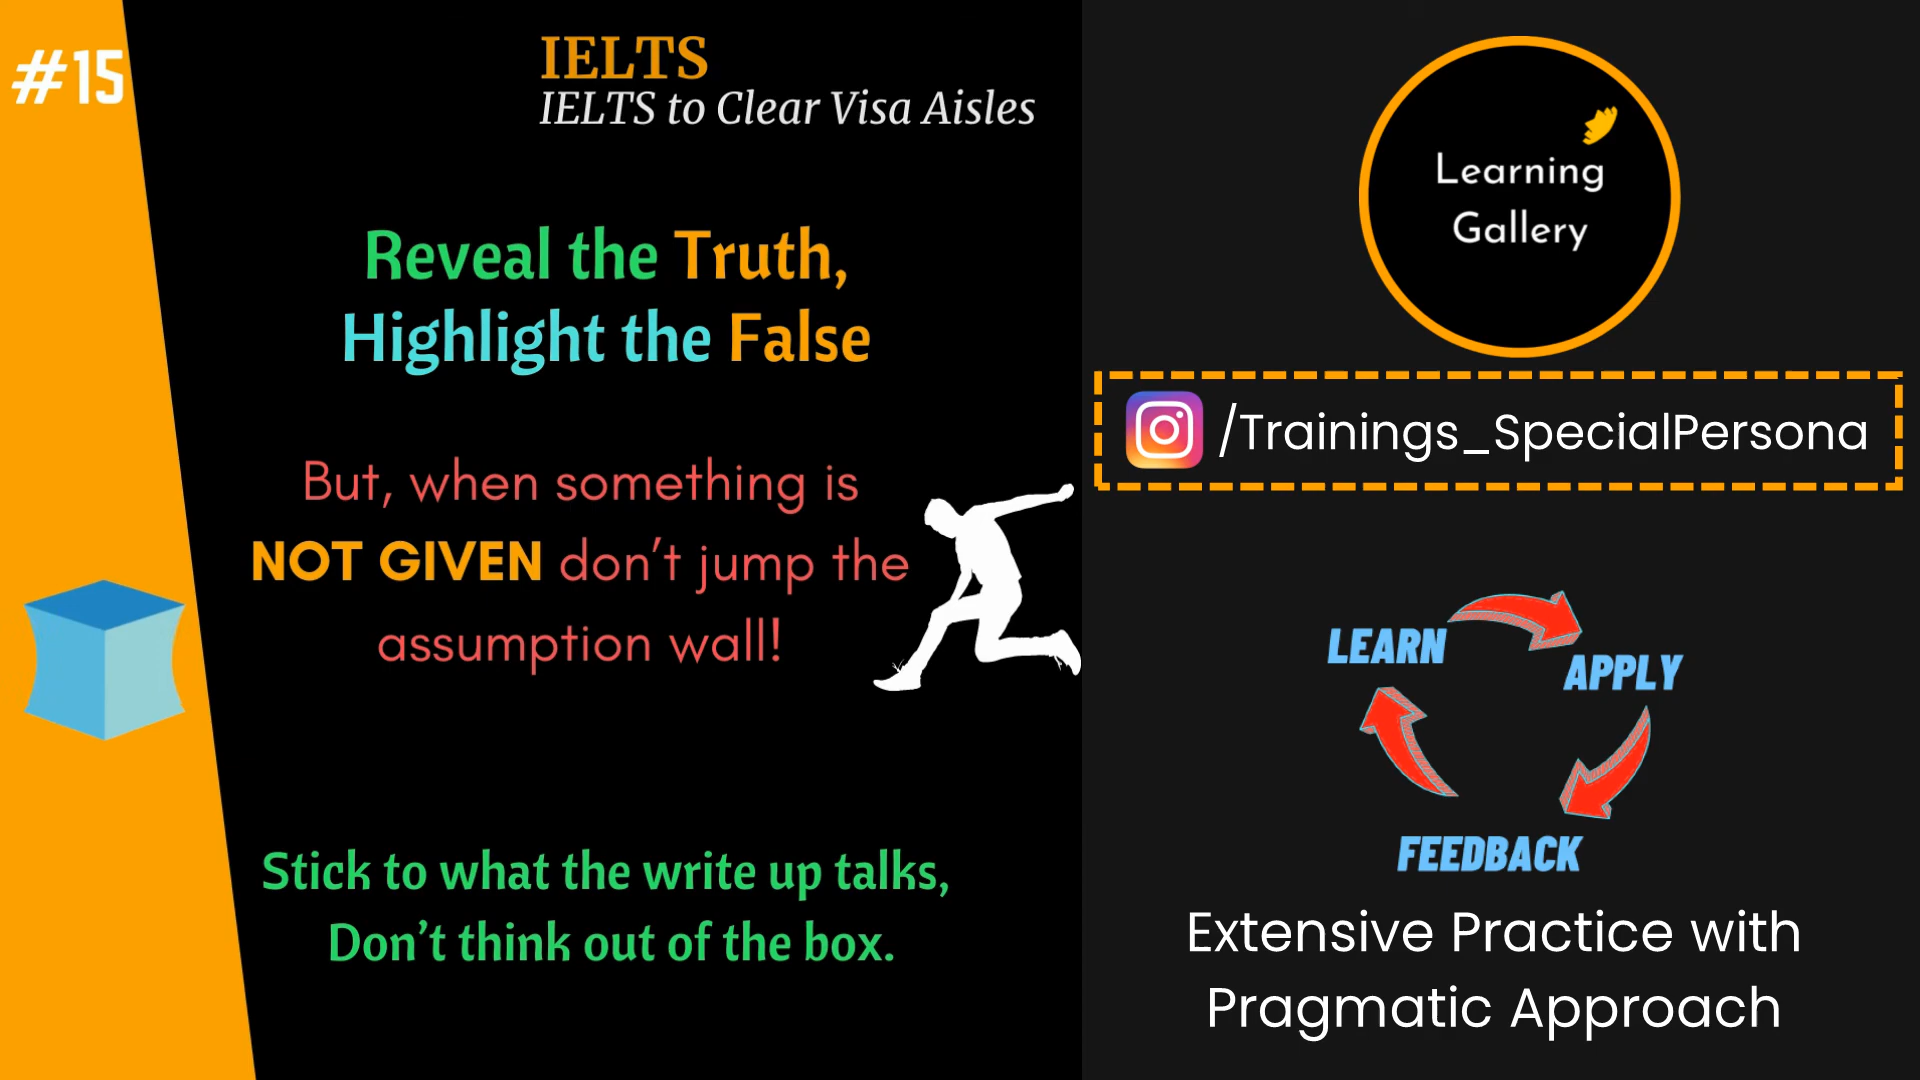 #15
IELTS
IELTS to Clear Visa Aisles
Reveal the Truth,
Highlight the False
But, when something is
NOT GIVEN don't jump the
assumption wall!
Stick to what the write up talks,
Don't think out of the box.
Learning
Gallery
/Trainings_SpecialPersona
LEARN
APPLY
FEEDBACK
Extensive Practice with
Pragmatic Approach